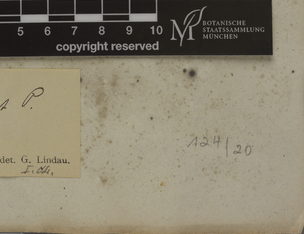 5 6 7 8 9 10
copyright reserved
BOTANISCHE
STAATSSAMMLUNG
MÜNCHEN
P.
det. G. Lindau.
124/20